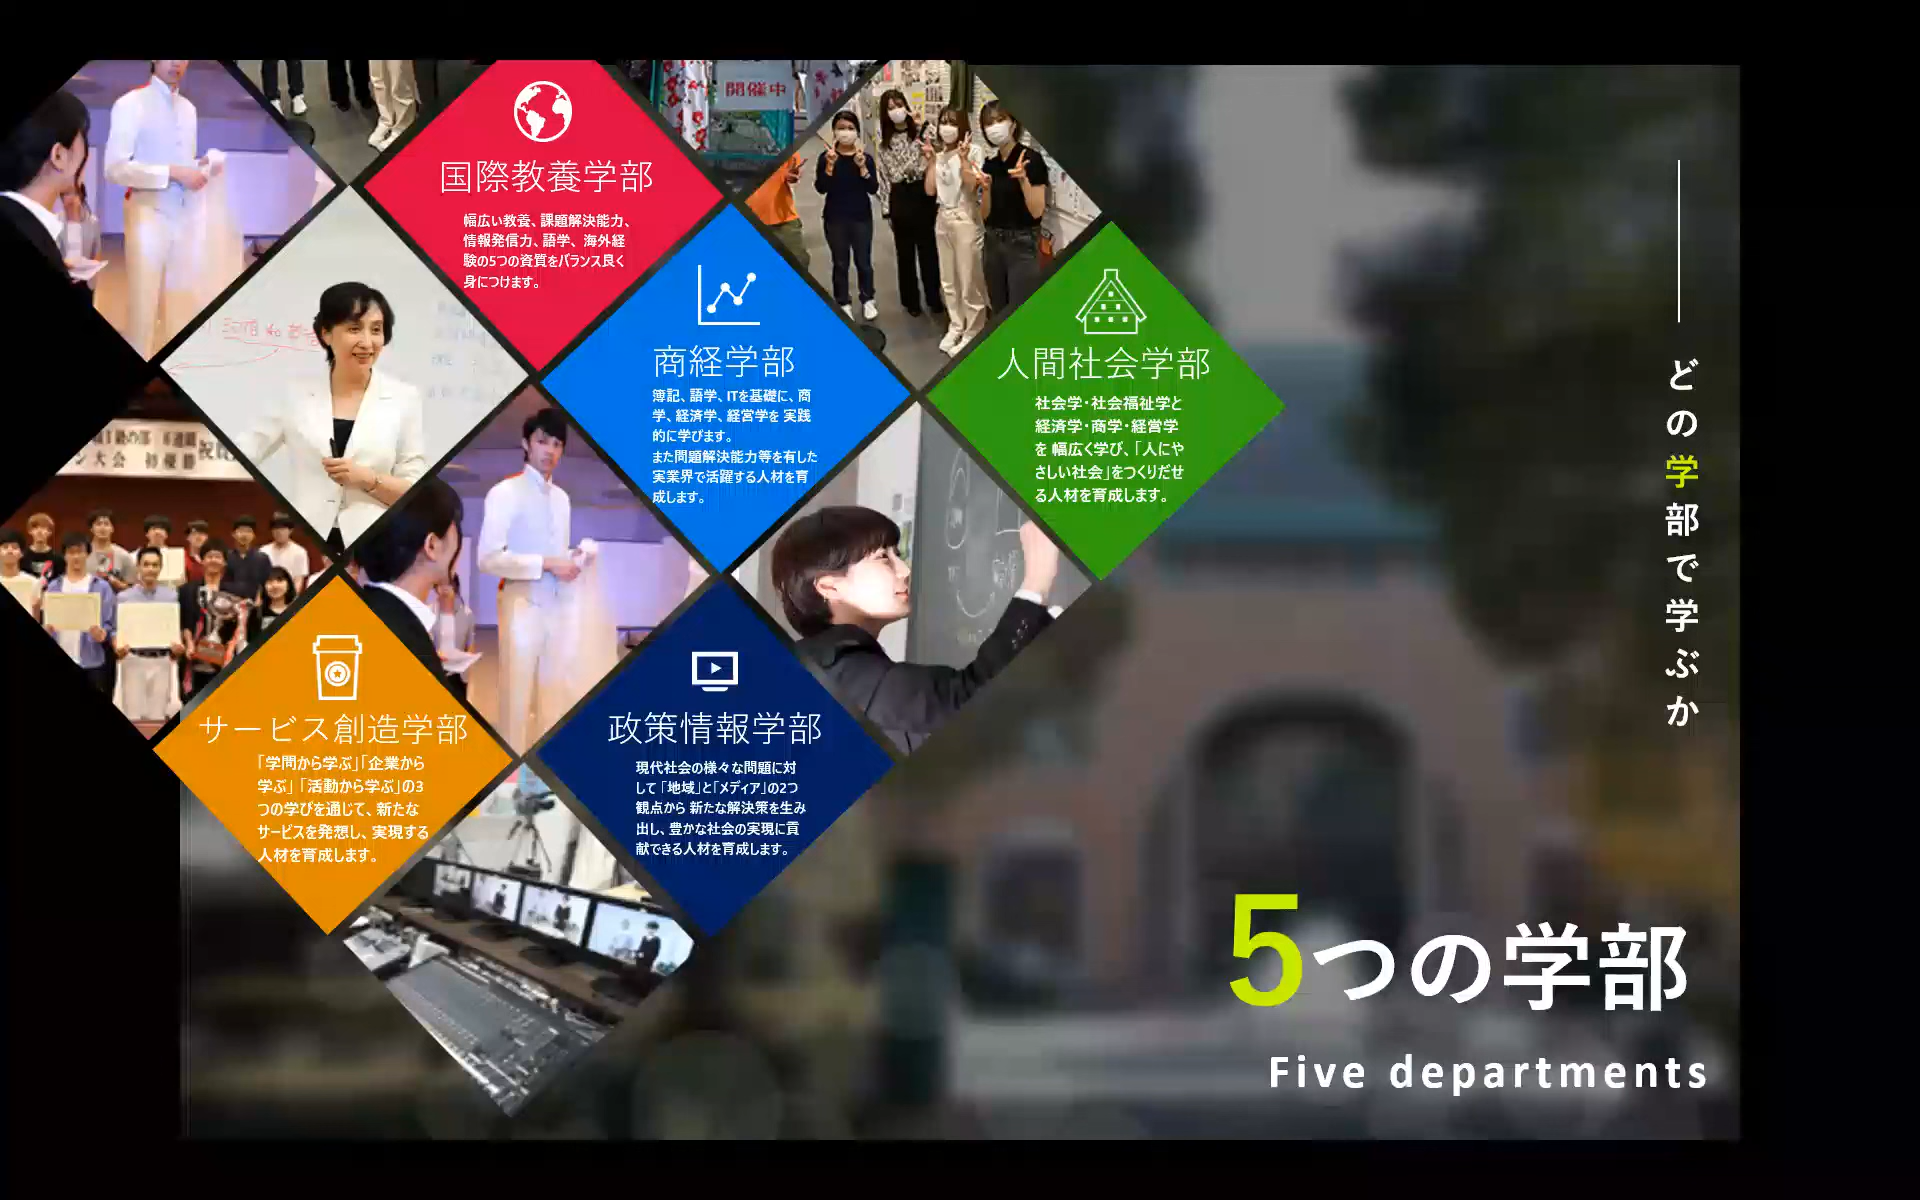 開催中
国際教養学部
幅広い教養、課題解決能力、
情報発信力、語学、 海外経
験の5つの資質をバランス良く
身につけます。
商経学部
簿記、語学、ITを基礎に、商
学、経済学、経営学を 実践
的に学びます。
また問題解決能力等を有した
実業界で活躍する人材を育
成します。
人間社会学部
社会学・社会福祉学と
経済学・商学・経営学
を 幅広く学び、「人にや
さしい社会」をつくりだせ
る人材を育成します。
サービス創造学部
「学問から学ぶ」「企業から
学ぶ」「活動から学ぶ」の3
つの学びを通じて、新たな
サービスを発想し、実現する
人材を育成します。
政策情報学部
現代社会の様々な問題に対
して「地域」と「メディア」の2つ
観点から 新たな解決策を生み
出し、豊かな社会の実現に貢
献できる人材を育成します。
どの学部で学ぶか
5つの学部
Five departments